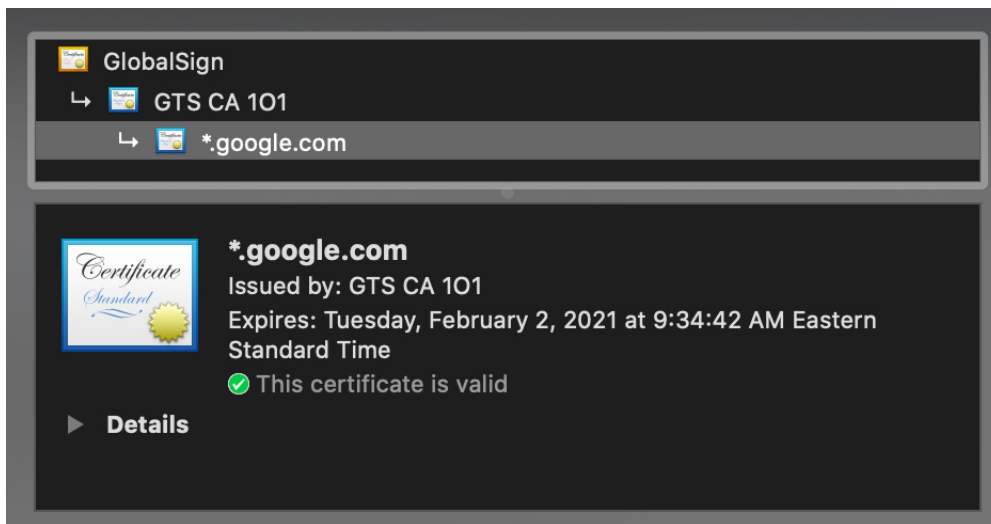 GlobalSign
GTS CA 1O1
*.google.com
Certificate
Standard
*.google.com
Issued by: GTS CA 1O1
Expires: Tuesday, February 2, 2021 at 9:34:42 AM Eastern
Standard Time
This certificate is valid
Details